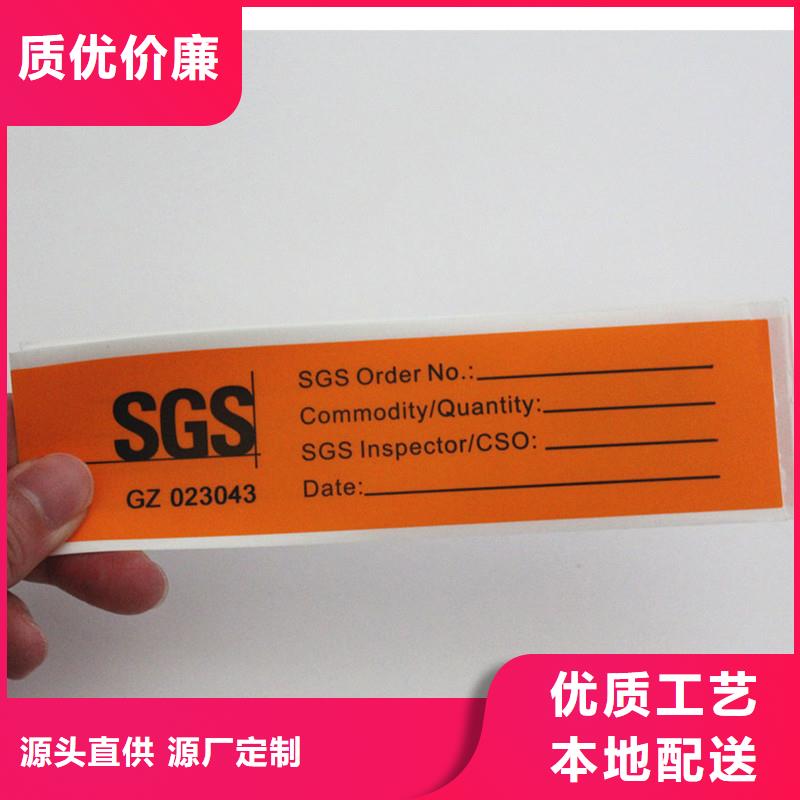 质优价廉
SGS
GZ 023043
SGS Order No.:
Commodity/Quantity:
SGS Inspector/CSO:
Date:
源头直供 源厂定制
优质工艺
本地配送